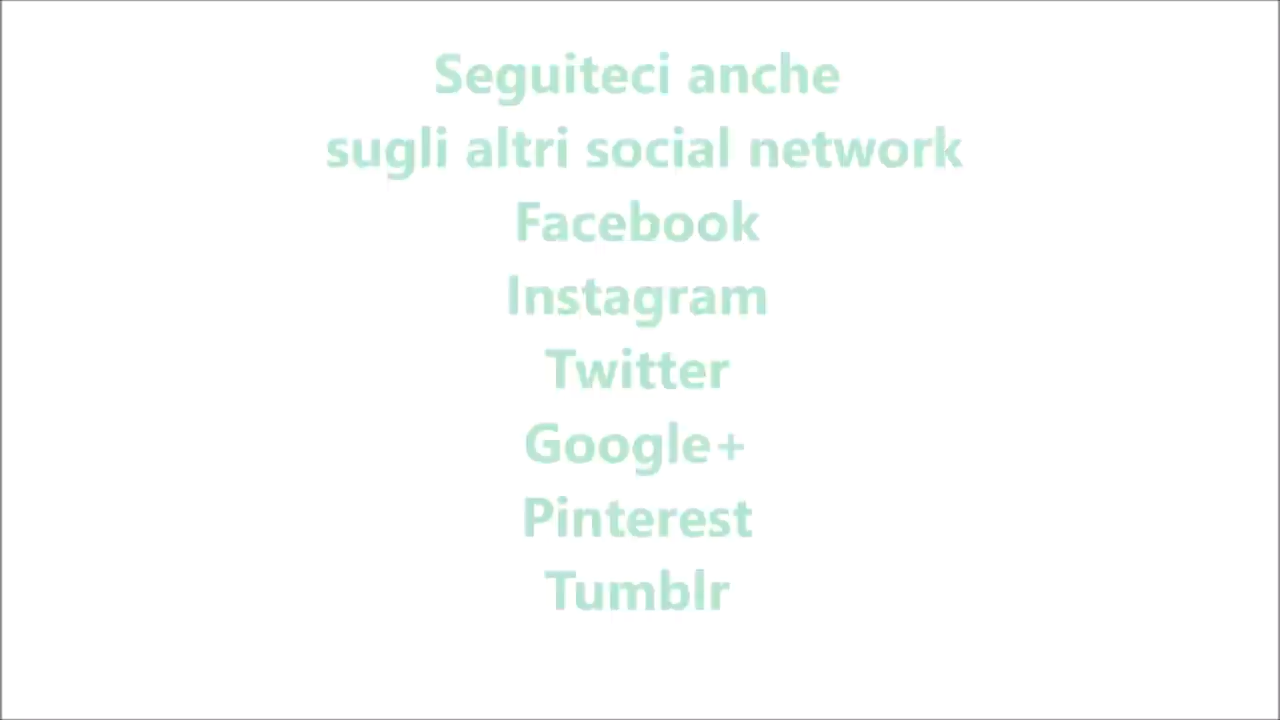 Seguiteci anche
sugli altri social network
Facebook
Instagram
Twitter
Google+
Pinterest
Tumblr